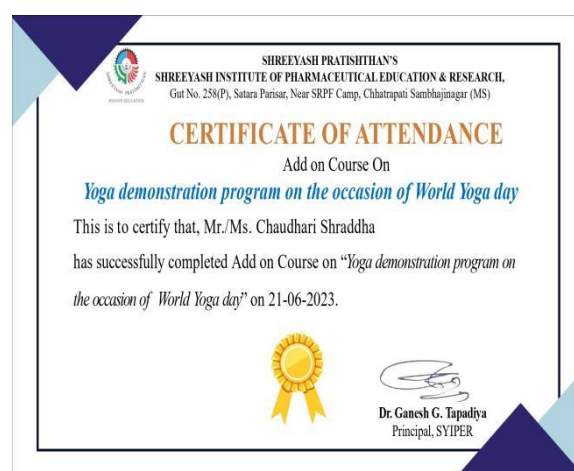 SHREEYASH PRATISHTHAN'S
SHREEYASH INSTITUTE OF PHARMACEUTICAL EDUCATION & RESEARCH,
Gut No. 258(P), Satara Parisar, Near SRPF Camp, Chhatrapati Sambhajinagar (MS)
CERTIFICATE OF ATTENDANCE
Add on Course On
Yoga demonstration program on the occasion of World Yoga day
This is to certify that, Mr./Ms. Chaudhari Shraddha
has successfully completed Add on Course on "Yoga demonstration program on
the occasion of World Yoga day" on 21-06-2023.
Dr. Ganesh G. Tapadiya
Principal, SYIPER